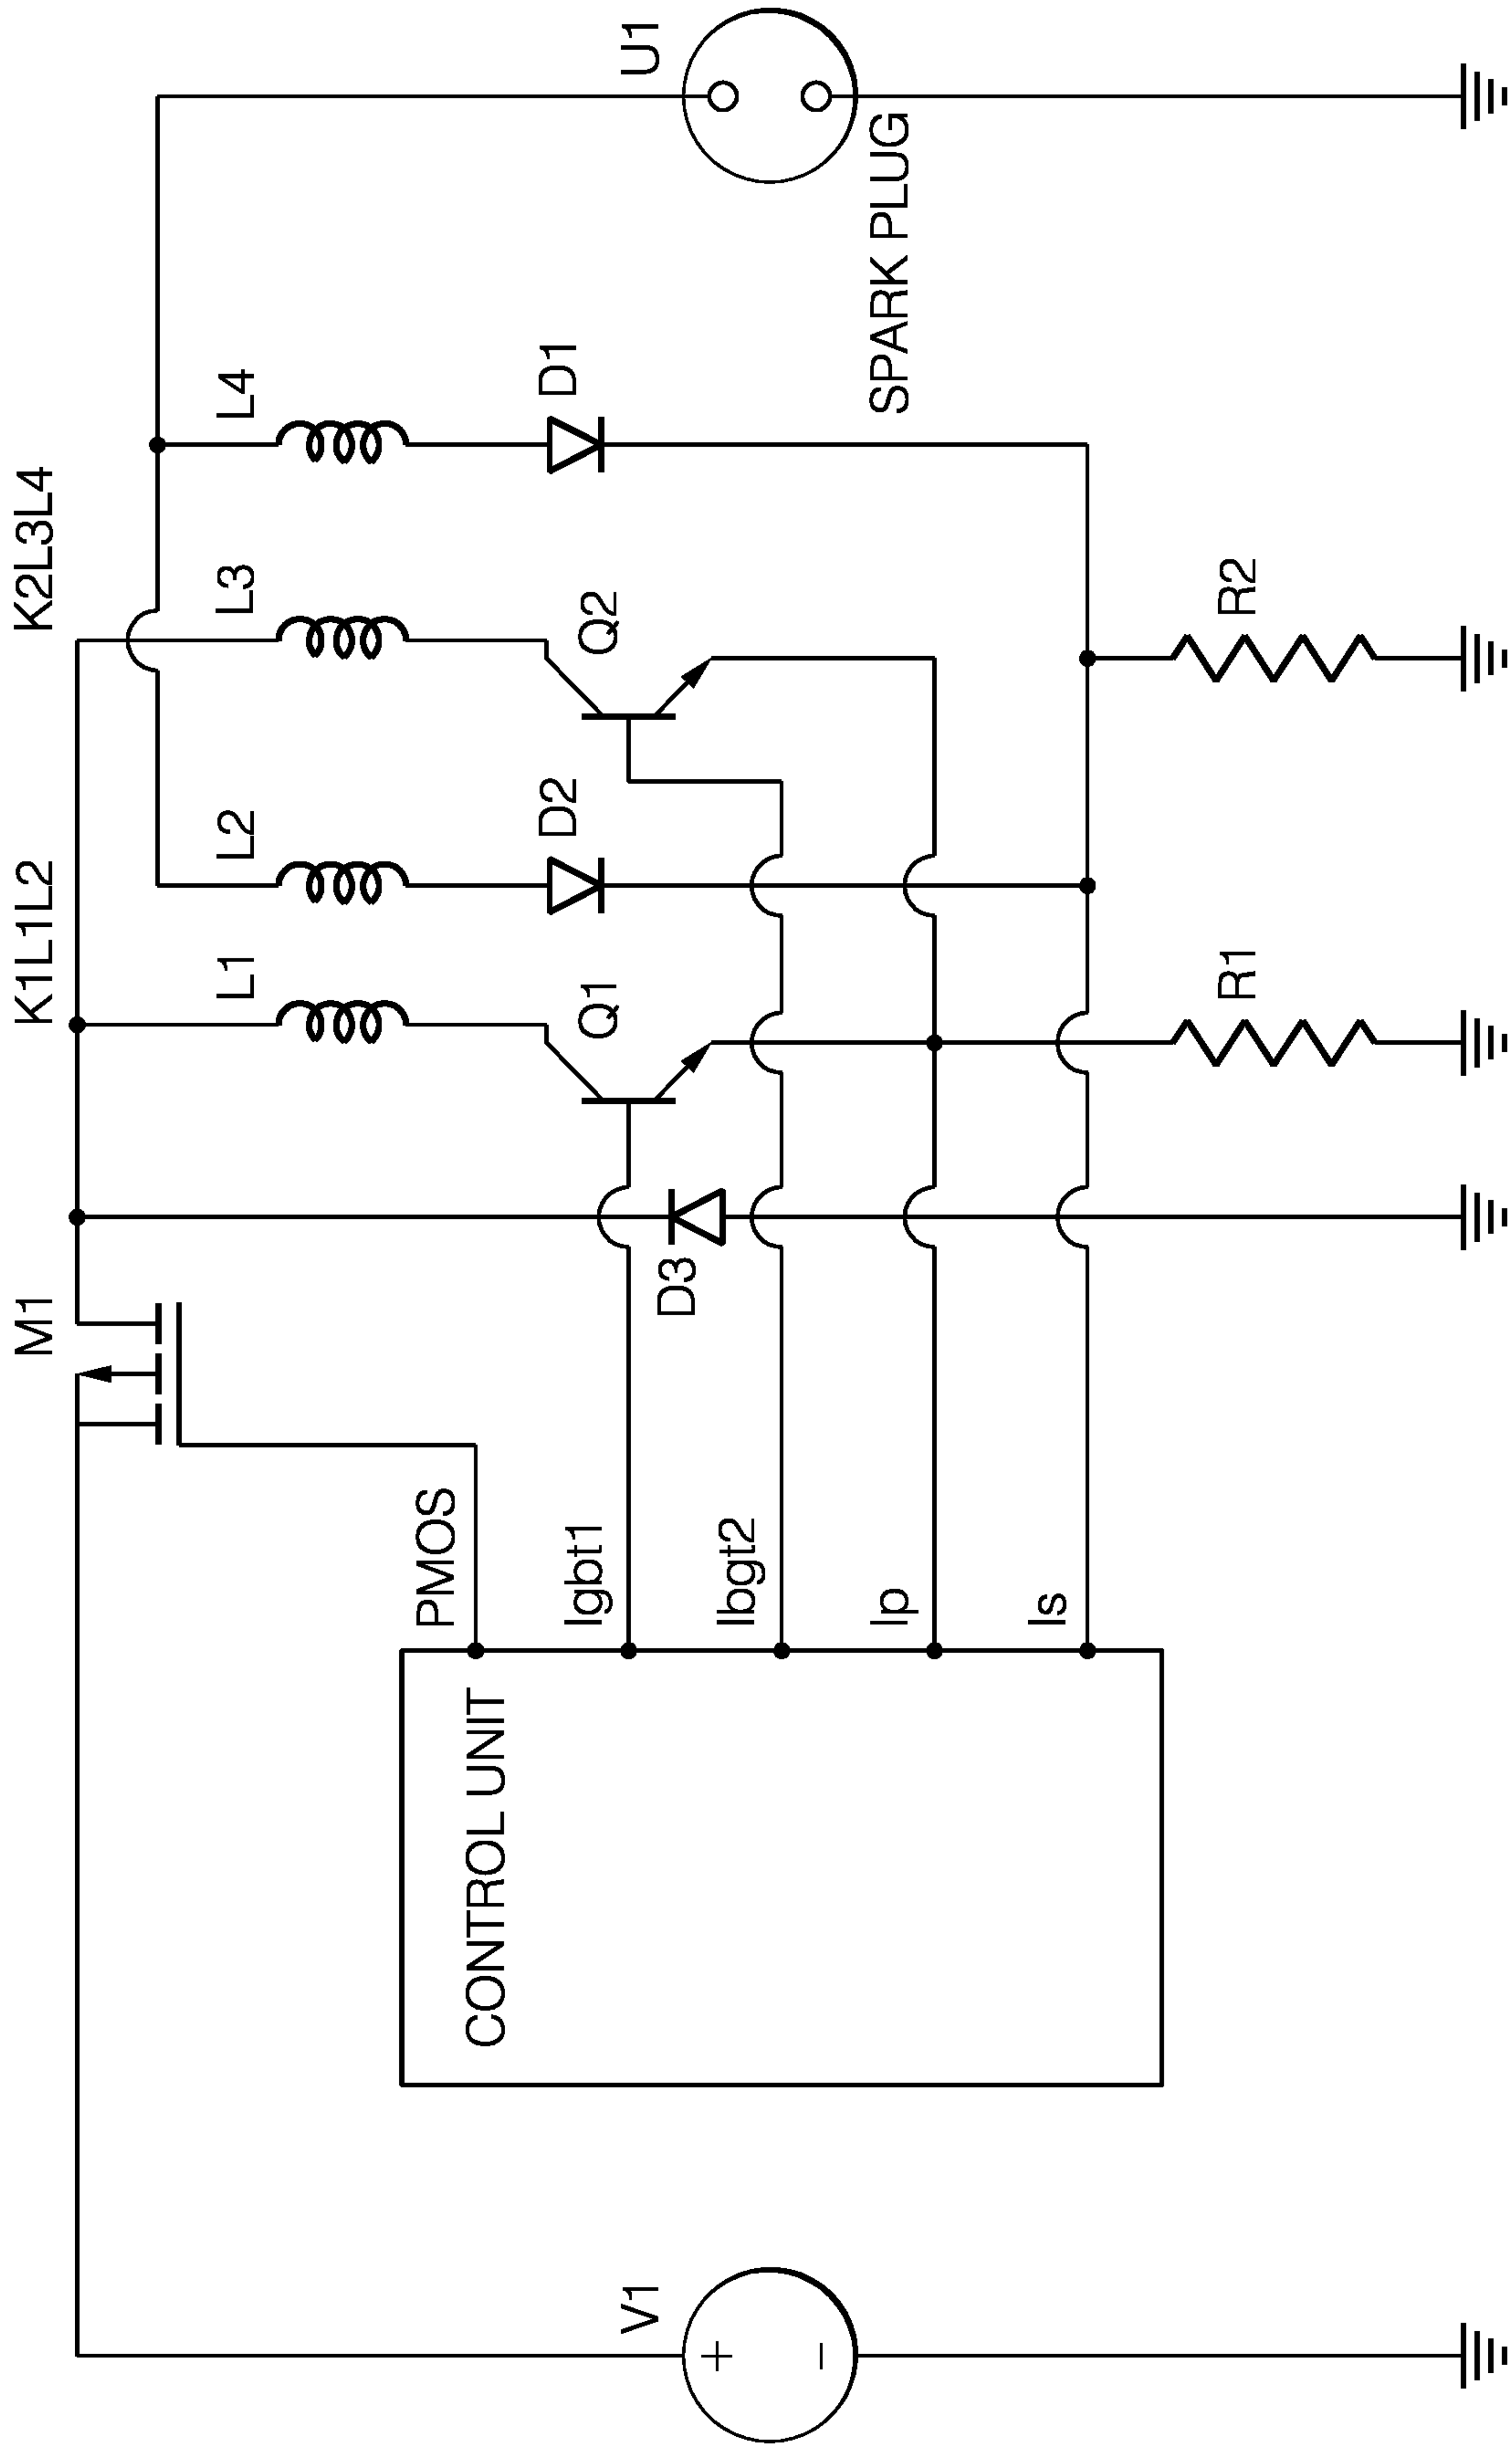 K1L1L2
K2L3L4
M1
L1
L2
L3
L4
Q1
D2
Q2
D1
V1
D3
U1
CONTROL UNIT
PMOS
Igbt1
Ibgt2
Ip
Is
SPARK PLUG
R1
R2
+
−